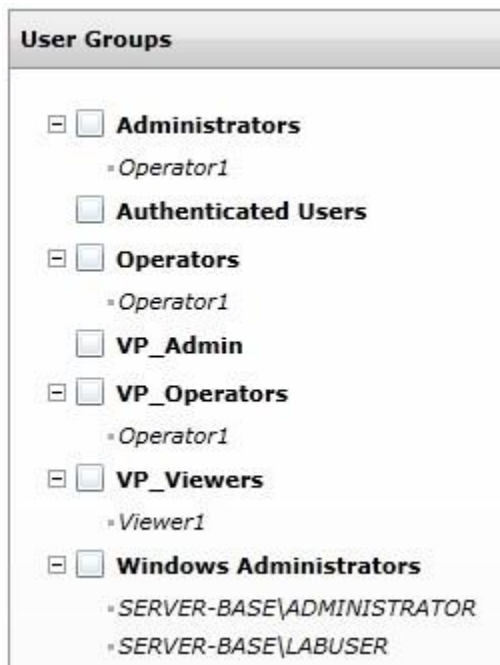 User Groups
Administrators
Operator1
Authenticated Users
Operators
Operator1
VP_Admin
VP_Operators
Operator1
VP_Viewers
Viewer1
Windows Administrators
SERVER-BASE\ADMINISTRATOR
SERVER-BASE\LABUSER